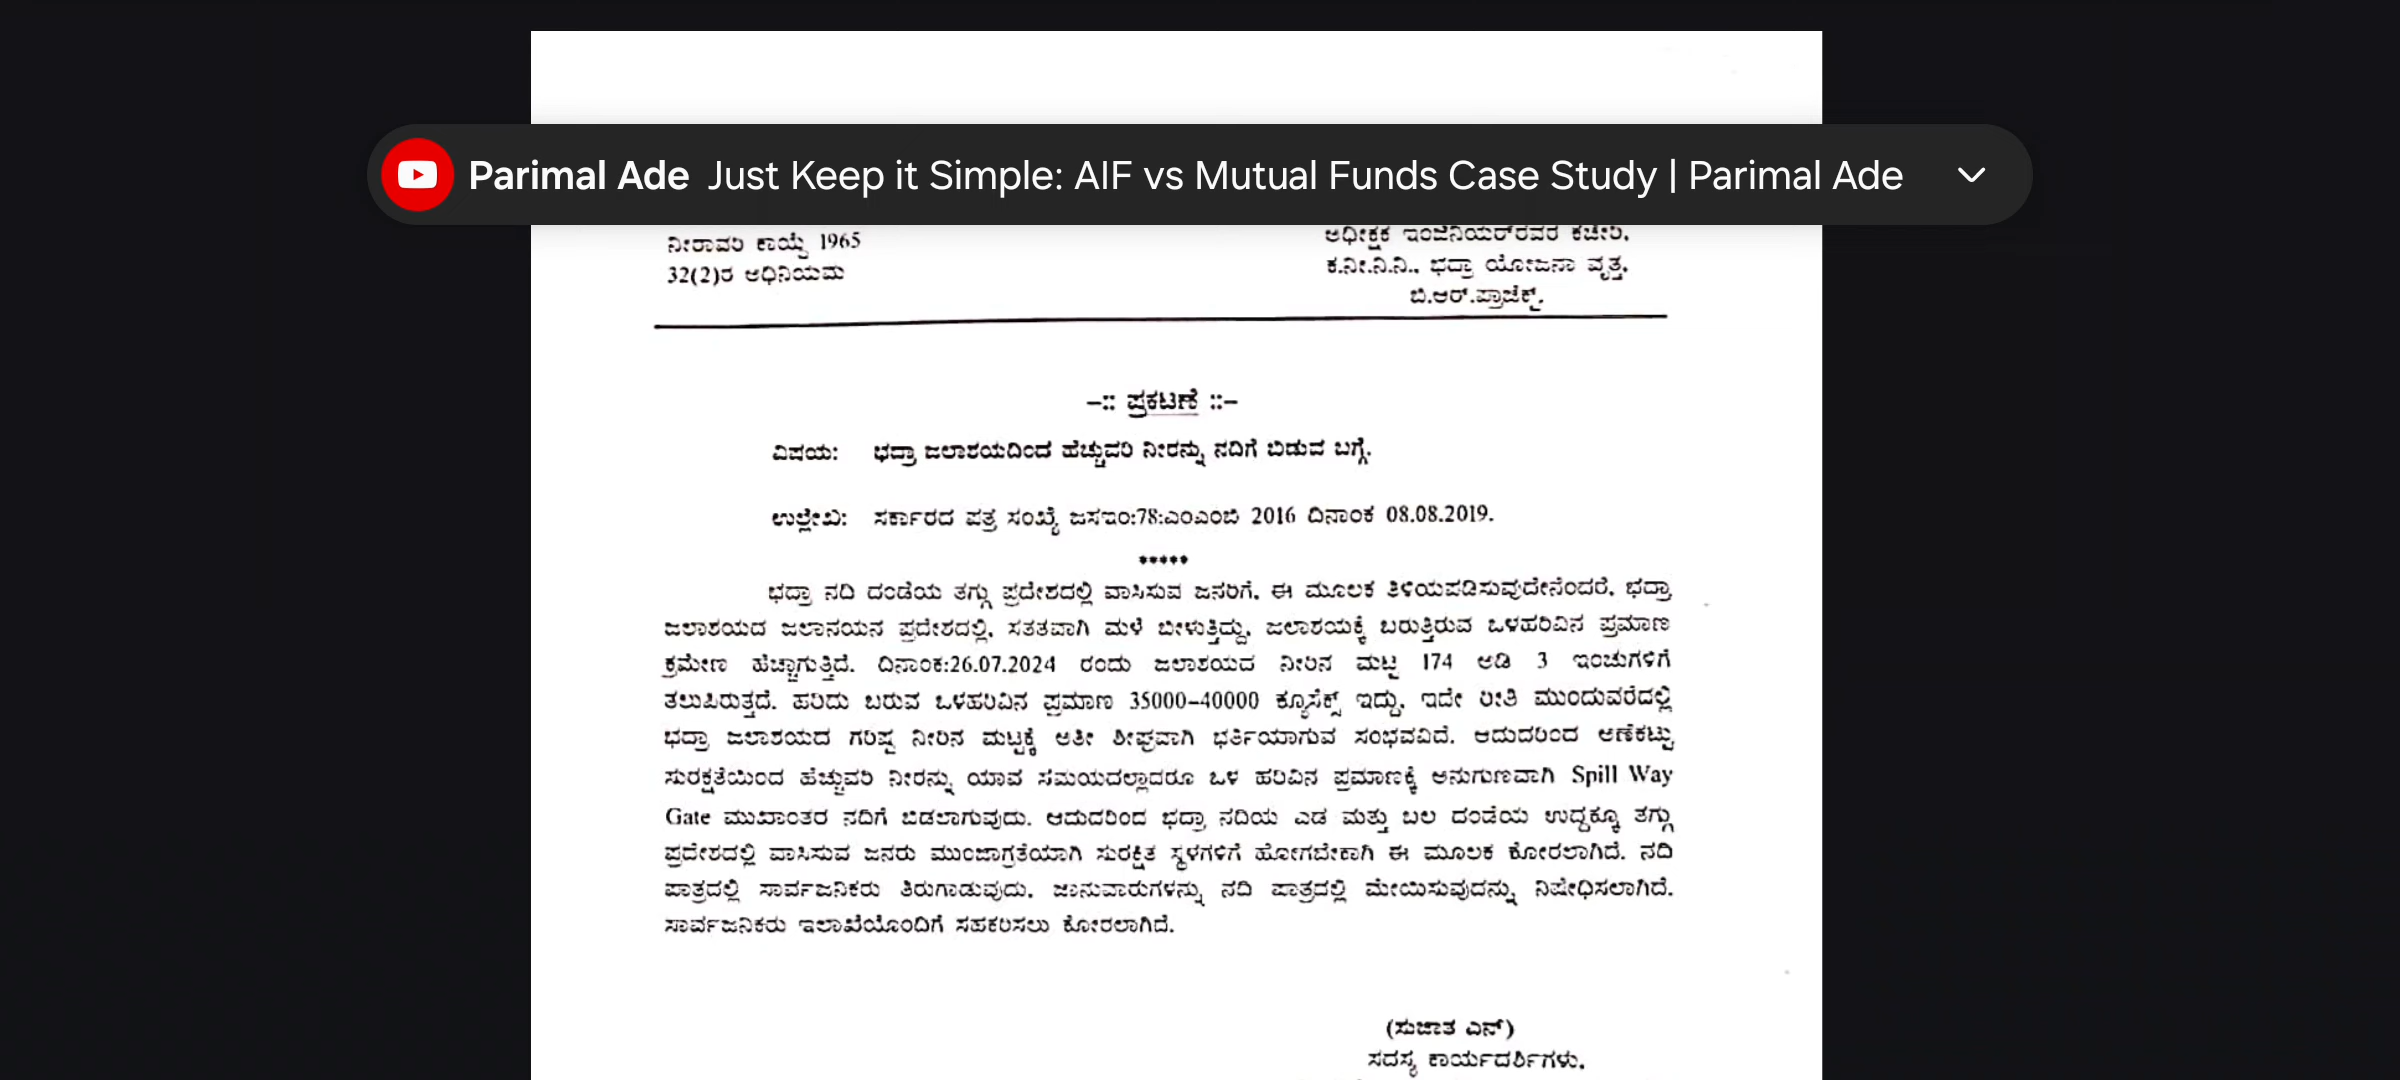 Parimal Ade Just Keep it Simple: AIF vs Mutual Funds Case Study | Parimal Ade
ನೀರಾವರಿ ಕಾಯ್ದೆ 1965
32(2)ರ ಅಧಿನಿಯಮ
ಅಧೀಕ್ಷಕ ಇಂಜಿನಿಯರ್‌ರವರ ಕಚೇರಿ,
ಕ.ನೀ.ನಿ.ನಿ., ಭದ್ರಾ ಯೋಜನಾ ವೃತ್ತ,
ಬಿ.ಆರ್.ಪ್ರಾಜೆಕ್ಟ್.
–:: ಪ್ರಕಟಣೆ ::–
ವಿಷಯ: ಭದ್ರಾ ಜಲಾಶಯದಿಂದ ಹೆಚ್ಚುವರಿ ನೀರನ್ನು ನದಿಗೆ ಬಿಡುವ ಬಗ್ಗೆ.
ಉಲ್ಲೇಖ: ಸರ್ಕಾರದ ಪತ್ರ ಸಂಖ್ಯೆ ಜಸಇಂ:78:ಎಂಎಂಬಿ 2016 ದಿನಾಂಕ 08.08.2019.
*****
ಭದ್ರಾ ನದಿ ದಂಡೆಯ ತಗ್ಗು ಪ್ರದೇಶದಲ್ಲಿ ವಾಸಿಸುವ ಜನರಿಗೆ, ಈ ಮೂಲಕ ತಿಳಿಯಪಡಿಸುವುದೇನೆಂದರೆ, ಭದ್ರಾ
ಜಲಾಶಯದ ಜಲಾನಯನ ಪ್ರದೇಶದಲ್ಲಿ, ಸತತವಾಗಿ ಮಳೆ ಬೀಳುತ್ತಿದ್ದು, ಜಲಾಶಯಕ್ಕೆ ಬರುತ್ತಿರುವ ಒಳಹರಿವಿನ ಪ್ರಮಾಣ
ಕ್ರಮೇಣ ಹೆಚ್ಚಾಗುತ್ತಿದೆ. ದಿನಾಂಕ:26.07.2024 ರಂದು ಜಲಾಶಯದ ನೀರಿನ ಮಟ್ಟ 174 ಅಡಿ 3 ಇಂಚುಗಳಿಗೆ
ತಲುಪಿರುತ್ತದೆ. ಹರಿದು ಬರುವ ಒಳಹರಿವಿನ ಪ್ರಮಾಣ 35000–40000 ಕ್ಯೂಸೆಕ್ಸ್ ಇದ್ದು, ಇದೇ ರೀತಿ ಮುಂದುವರೆದಲ್ಲಿ
ಭದ್ರಾ ಜಲಾಶಯದ ಗರಿಷ್ಠ ನೀರಿನ ಮಟ್ಟಕ್ಕೆ ಅತೀ ಶೀಘ್ರವಾಗಿ ಭರ್ತಿಯಾಗುವ ಸಂಭವವಿದೆ. ಆದುದರಿಂದ ಅಣೆಕಟ್ಟು
ಸುರಕ್ಷತೆಯಿಂದ ಹೆಚ್ಚುವರಿ ನೀರನ್ನು ಯಾವ ಸಮಯದಲ್ಲಾದರೂ ಒಳ ಹರಿವಿನ ಪ್ರಮಾಣಕ್ಕೆ ಅನುಗುಣವಾಗಿ Spill Way
Gate ಮುಖಾಂತರ ನದಿಗೆ ಬಿಡಲಾಗುವುದು. ಆದುದರಿಂದ ಭದ್ರಾ ನದಿಯ ಎಡ ಮತ್ತು ಬಲ ದಂಡೆಯ ಉದ್ದಕ್ಕೂ ತಗ್ಗು
ಪ್ರದೇಶದಲ್ಲಿ ವಾಸಿಸುವ ಜನರು ಮುಂಜಾಗ್ರತೆಯಾಗಿ ಸುರಕ್ಷಿತ ಸ್ಥಳಗಳಿಗೆ ಹೋಗಬೇಕಾಗಿ ಈ ಮೂಲಕ ಕೋರಲಾಗಿದೆ. ನದಿ
ಪಾತ್ರದಲ್ಲಿ ಸಾರ್ವಜನಿಕರು ತಿರುಗಾಡುವುದು, ಜಾನುವಾರುಗಳನ್ನು ನದಿ ಪಾತ್ರದಲ್ಲಿ ಮೇಯಿಸುವುದನ್ನು ನಿಷೇಧಿಸಲಾಗಿದೆ.
ಸಾರ್ವಜನಿಕರು ಇಲಾಖೆಯೊಂದಿಗೆ ಸಹಕರಿಸಲು ಕೋರಲಾಗಿದೆ.
(ಸುಜಾತ ಎನ್)
ಸದಸ್ಯ ಕಾರ್ಯದರ್ಶಿಗಳು,